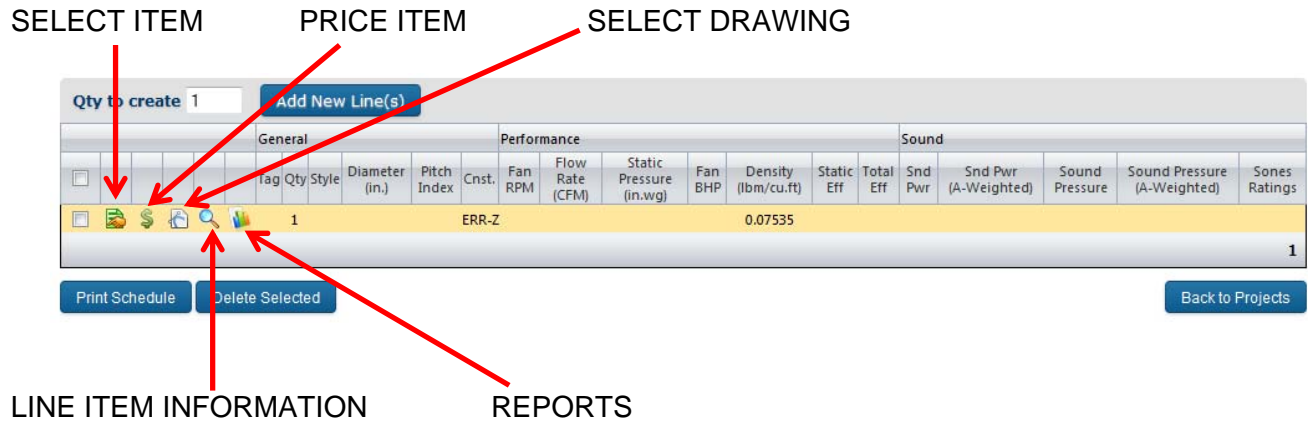 SELECT ITEM PRICE ITEM SELECT DRAWING
Qty to create 1 Add New Line(s)
General Performance Sound
Tag Qty Style Diameter (in.) Pitch Index Cnst. Fan RPM Flow Rate (CFM) Static Pressure (in.wg) Fan BHP Density (lbm/cu.ft) Static Eff Total Eff Snd Pwr Snd Pwr (A-Weighted) Sound Pressure Sound Pressure (A-Weighted) Sones Ratings
1 ERR-Z 0.07535
1
Print Schedule Delete Selected Back to Projects
LINE ITEM INFORMATION REPORTS